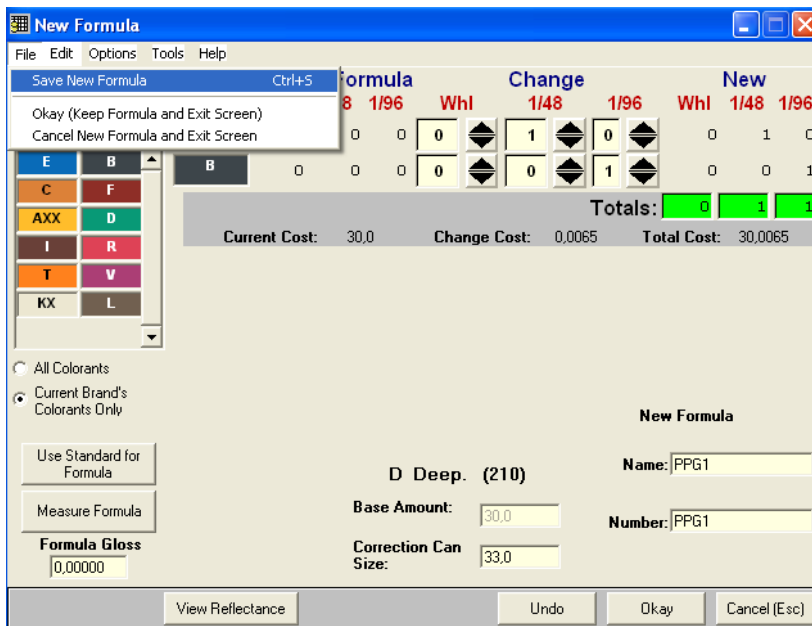 New Formula
File Edit Options Tools Help
Save New Formula Ctrl+S
Okay (Keep Formula and Exit Screen)
Cancel New Formula and Exit Screen
Formula Change New
8 1/96 Whl 1/48 1/96 Whl 1/48 1/96
0 0 0 1 0 0 1 0
B 0 0 0 0 0 1 0 0 1
E B
C F
AXX D
I R
T V
KX L
Totals: 0 1 1
Current Cost: 30,0 Change Cost: 0,0065 Total Cost: 30,0065
All Colorants
Current Brand's
Colorants Only
New Formula
Use Standard for
Formula
Measure Formula
Formula Gloss
0,00000
D Deep. (210)
Base Amount: 30,0
Correction Can
Size: 33,0
Name: PPG1
Number: PPG1
View Reflectance Undo Okay Cancel (Esc)